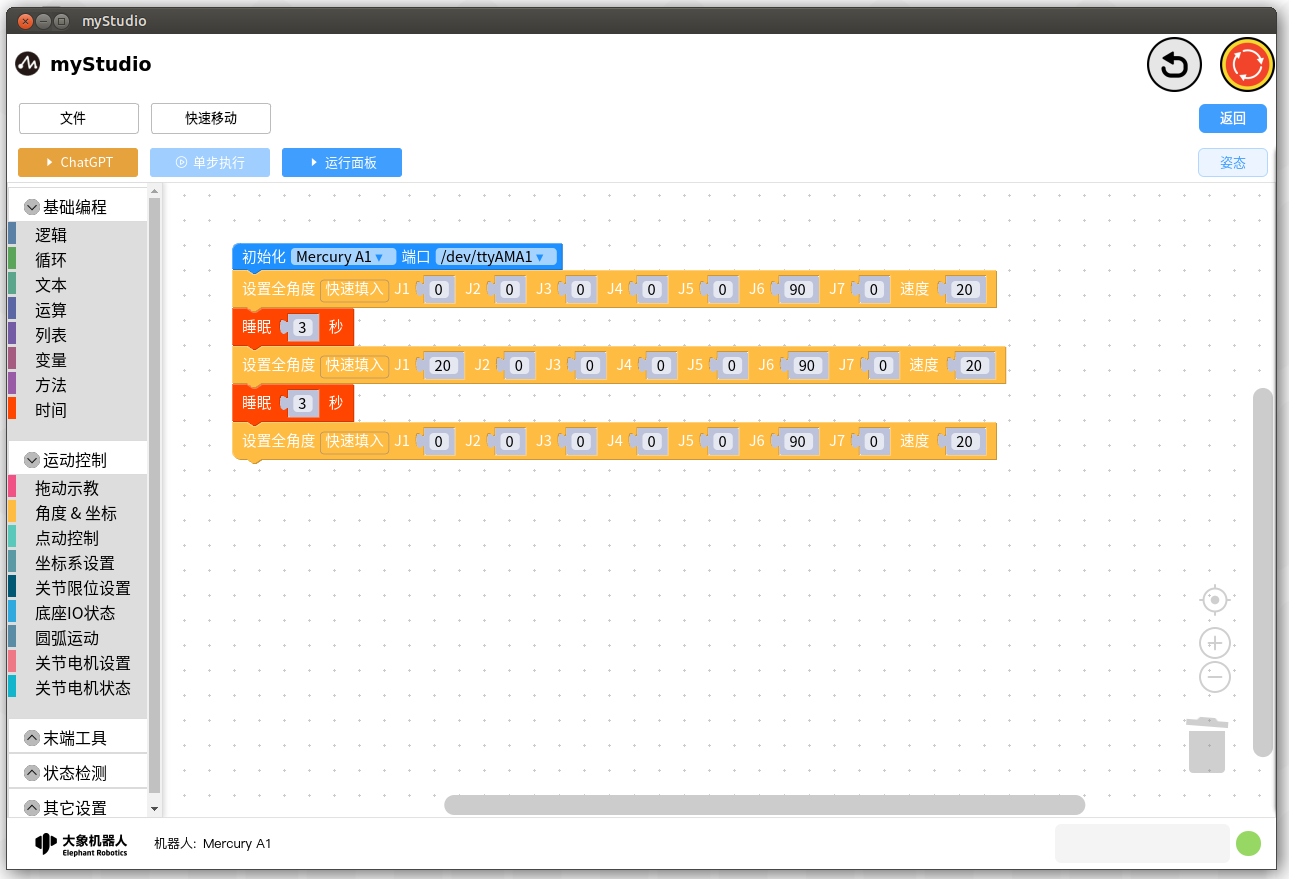 myStudio
myStudio
文件 快速移动 返回
ChatGPT 单步执行 运行面板 姿态
基础编程
逻辑
循环
文本
运算
列表
变量
方法
时间
运动控制
拖动示教
角度 & 坐标
点动控制
坐标系设置
关节限位设置
底座IO状态
圆弧运动
关节电机设置
关节电机状态
末端工具
状态检测
其它设置
初始化 Mercury A1 端口 /dev/ttyAMA1
设置全角度 快速填入 J1 0 J2 0 J3 0 J4 0 J5 0 J6 90 J7 0 速度 20
睡眠 3 秒
设置全角度 快速填入 J1 20 J2 0 J3 0 J4 0 J5 0 J6 90 J7 0 速度 20
睡眠 3 秒
设置全角度 快速填入 J1 0 J2 0 J3 0 J4 0 J5 0 J6 90 J7 0 速度 20
大象机器人
Elephant Robotics
机器人: Mercury A1